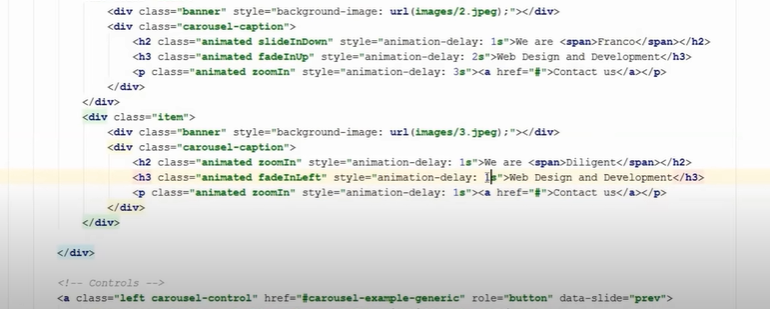 <div class="banner" style="background-image: url(images/2.jpeg);"></div>
<div class="carousel-caption">
<h2 class="animated slideInDown" style="animation-delay: 1s">We are <span>Franco</span></h2>
<h3 class="animated fadeInUp" style="animation-delay: 2s">Web Design and Development</h3>
<p class="animated zoomIn" style="animation-delay: 3s"><a href="#">Contact us</a></p>
</div>
</div>
<div class="item">
<div class="banner" style="background-image: url(images/3.jpeg);"></div>
<div class="carousel-caption">
<h2 class="animated zoomIn" style="animation-delay: 1s">We are <span>Diligent</span></h2>
<h3 class="animated fadeInLeft" style="animation-delay: 1s">Web Design and Development</h3>
<p class="animated zoomIn" style="animation-delay: 1s"><a href="#">Contact us</a></p>
</div>
</div>
</div>
<!-- Controls -->
<a class="left carousel-control" href="#carousel-example-generic" role="button" data-slide="prev">